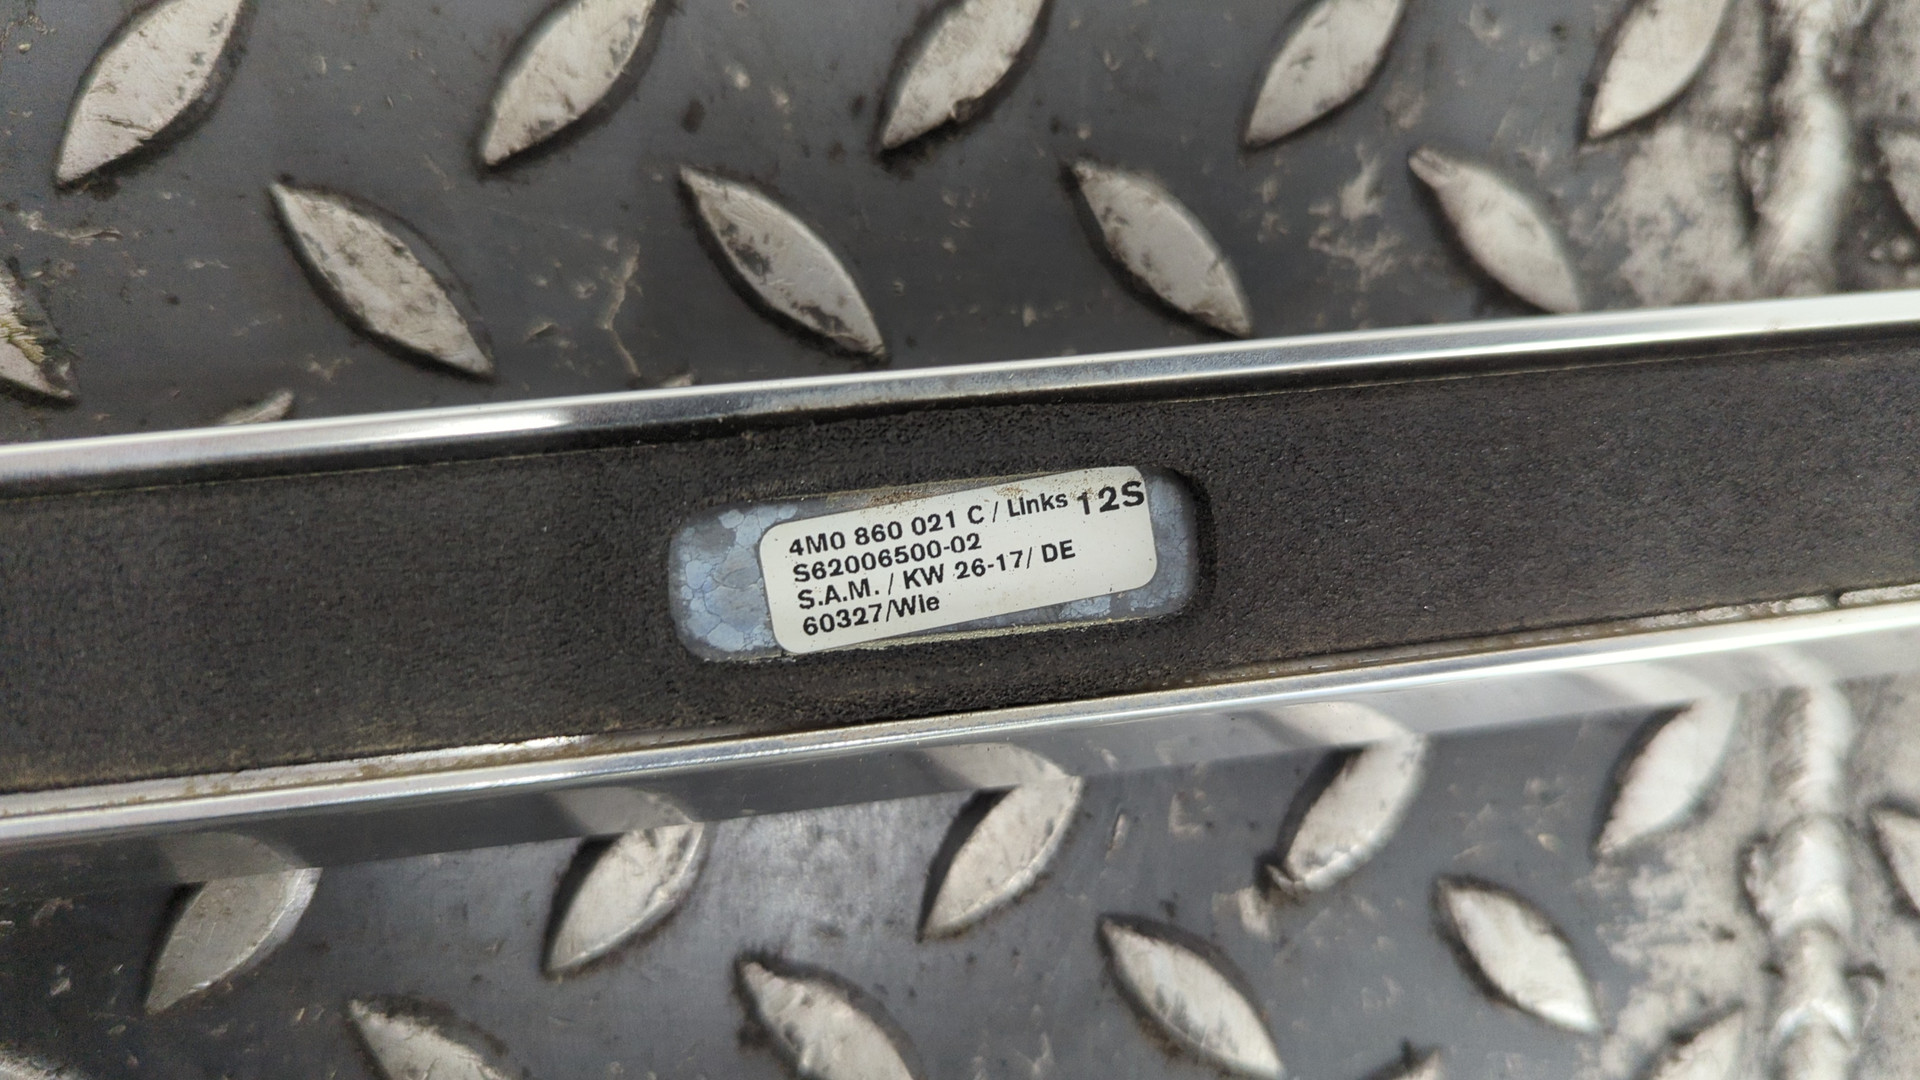 4M0 860 021 C / Links 12S
S62006500-02
S.A.M. / KW 26-17/ DE
60327/Wie